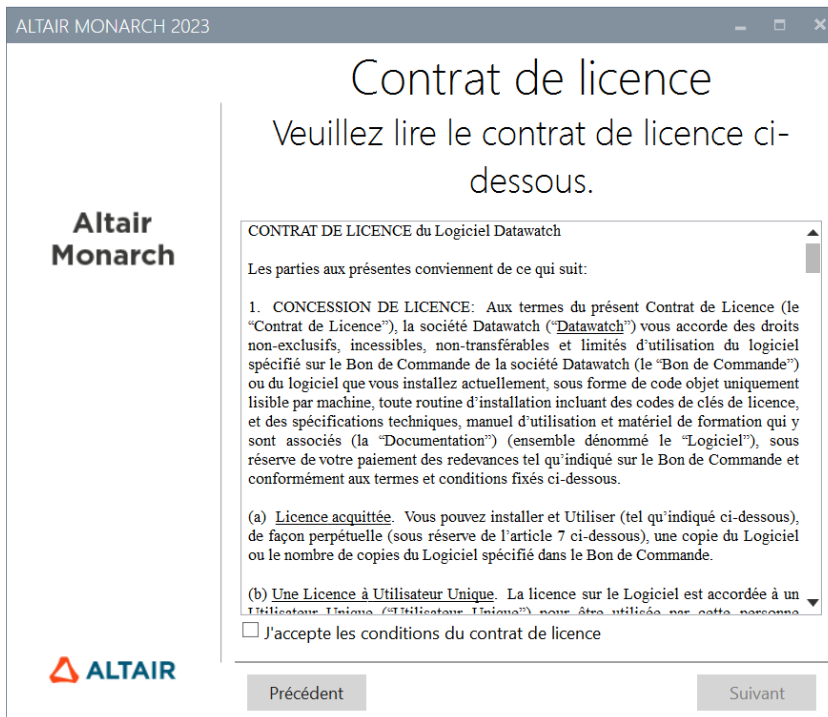 ALTAIR MONARCH 2023
Contrat de licence
Veuillez lire le contrat de licence ci-
dessous.
Altair
Monarch
CONTRAT DE LICENCE du Logiciel Datawatch
Les parties aux présentes conviennent de ce qui suit:
1. CONCESSION DE LICENCE: Aux termes du présent Contrat de Licence (le
“Contrat de Licence”), la société Datawatch (“Datawatch”) vous accorde des droits
non-exclusifs, incessibles, non-transférables et limités d’utilisation du logiciel
spécifié sur le Bon de Commande de la société Datawatch (le “Bon de Commande”)
ou du logiciel que vous installez actuellement, sous forme de code objet uniquement
lisible par machine, toute routine d’installation incluant des codes de clés de licence,
et des spécifications techniques, manuel d’utilisation et matériel de formation qui y
sont associés (la “Documentation”) (ensemble dénommé le “Logiciel”), sous
réserve de votre paiement des redevances tel qu’indiqué sur le Bon de Commande et
conformément aux termes et conditions fixés ci-dessous.
(a) Licence acquittée. Vous pouvez installer et Utiliser (tel qu’indiqué ci-dessous),
de façon perpétuelle (sous réserve de l’article 7 ci-dessous), une copie du Logiciel
ou le nombre de copies du Logiciel spécifié dans le Bon de Commande.
(b) Une Licence à Utilisateur Unique. La licence sur le Logiciel est accordée à un
Utilisateur Unique (“Utilisateur Unique”) pour être utilisée par cette personne
J'accepte les conditions du contrat de licence
ALTAIR
Précédent
Suivant